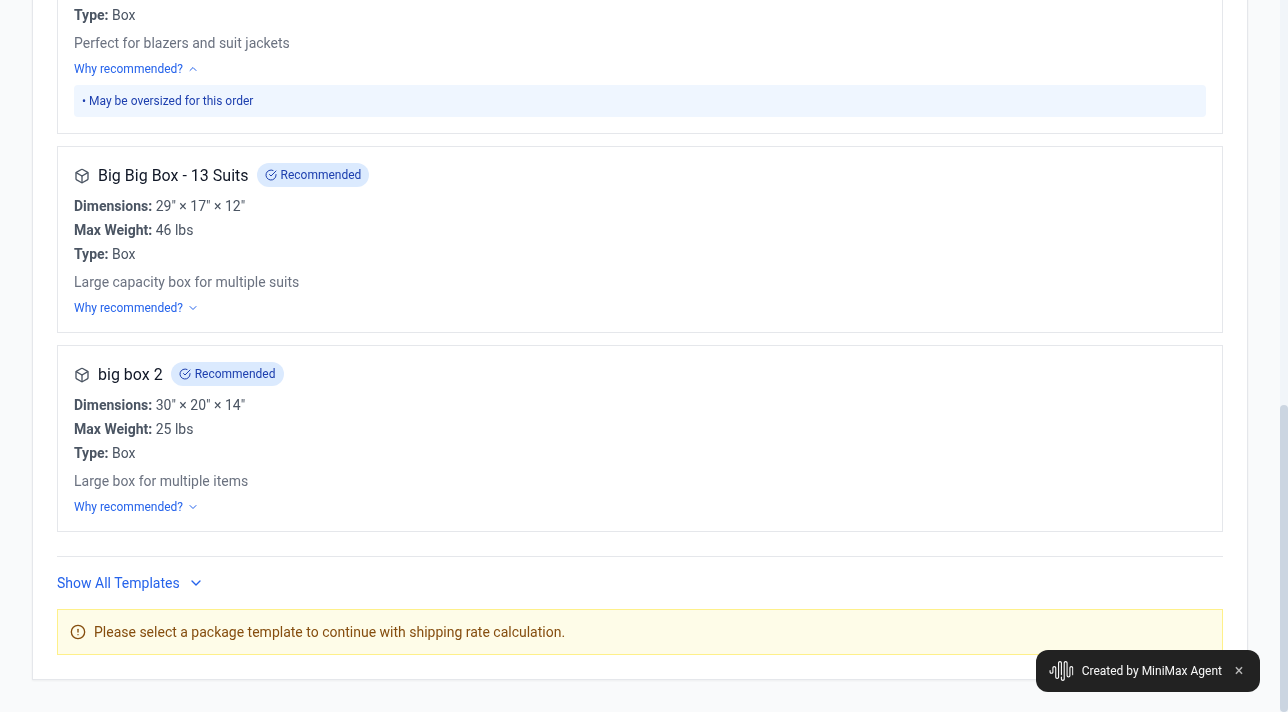 Type: Box
Perfect for blazers and suit jackets
Why recommended?
• May be oversized for this order
Big Big Box - 13 Suits Recommended
Dimensions: 29" × 17" × 12"
Max Weight: 46 lbs
Type: Box
Large capacity box for multiple suits
Why recommended?
big box 2 Recommended
Dimensions: 30" × 20" × 14"
Max Weight: 25 lbs
Type: Box
Large box for multiple items
Why recommended?
Show All Templates
Please select a package template to continue with shipping rate calculation.
Created by MiniMax Agent ×